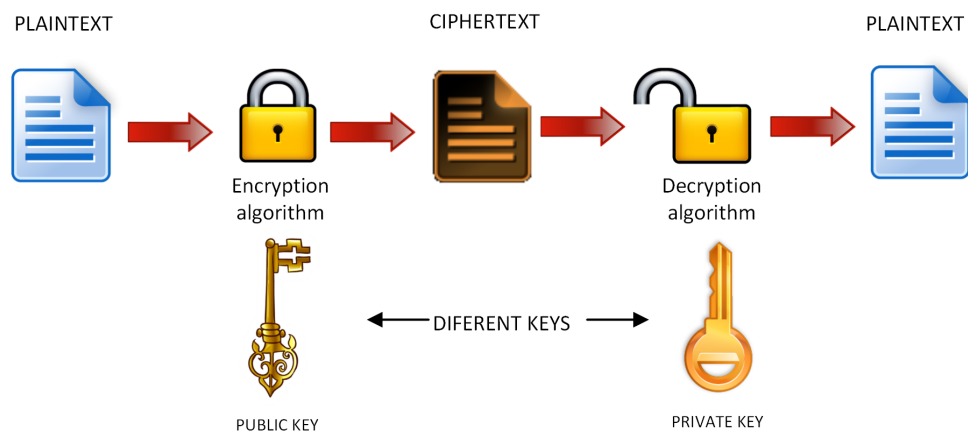 PLAINTEXT
CIPHERTEXT
PLAINTEXT
Encryption
algorithm
Decryption
algorithm
DIFERENT KEYS
PUBLIC KEY
PRIVATE KEY